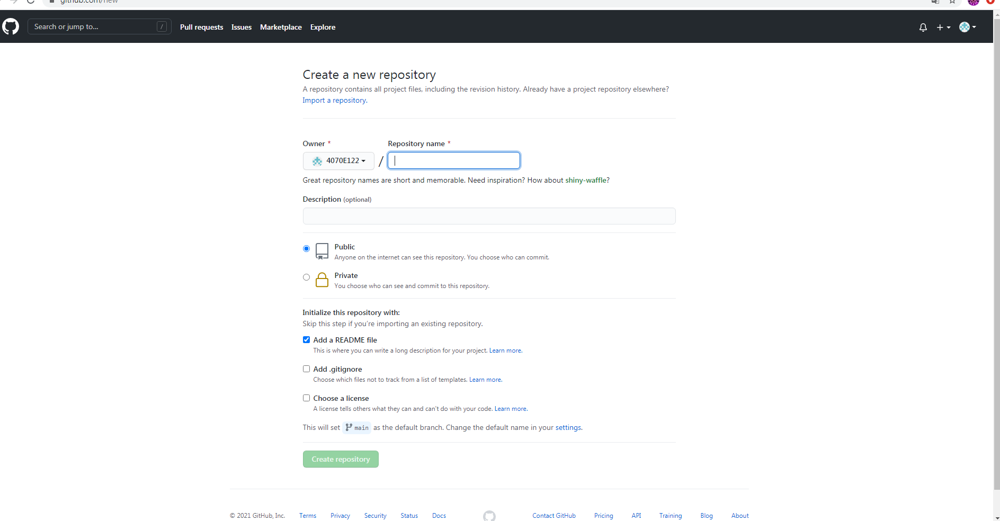 github.com/new
Search or jump to... /
Pull requests Issues Marketplace Explore
Create a new repository
A repository contains all project files, including the revision history. Already have a project repository elsewhere?
Import a repository.
Owner * Repository name *
4070E122 /
Great repository names are short and memorable. Need inspiration? How about shiny-waffle?
Description (optional)
Public
Anyone on the internet can see this repository. You choose who can commit.
Private
You choose who can see and commit to this repository.
Initialize this repository with:
Skip this step if you're importing an existing repository.
Add a README file
This is where you can write a long description for your project. Learn more.
Add .gitignore
Choose which files not to track from a list of templates. Learn more.
Choose a license
A license tells others what they can and can't do with your code. Learn more.
This will set main as the default branch. Change the default name in your settings.
Create repository
© 2021 GitHub, Inc. Terms Privacy Security Status Docs Contact GitHub Pricing API Training Blog About